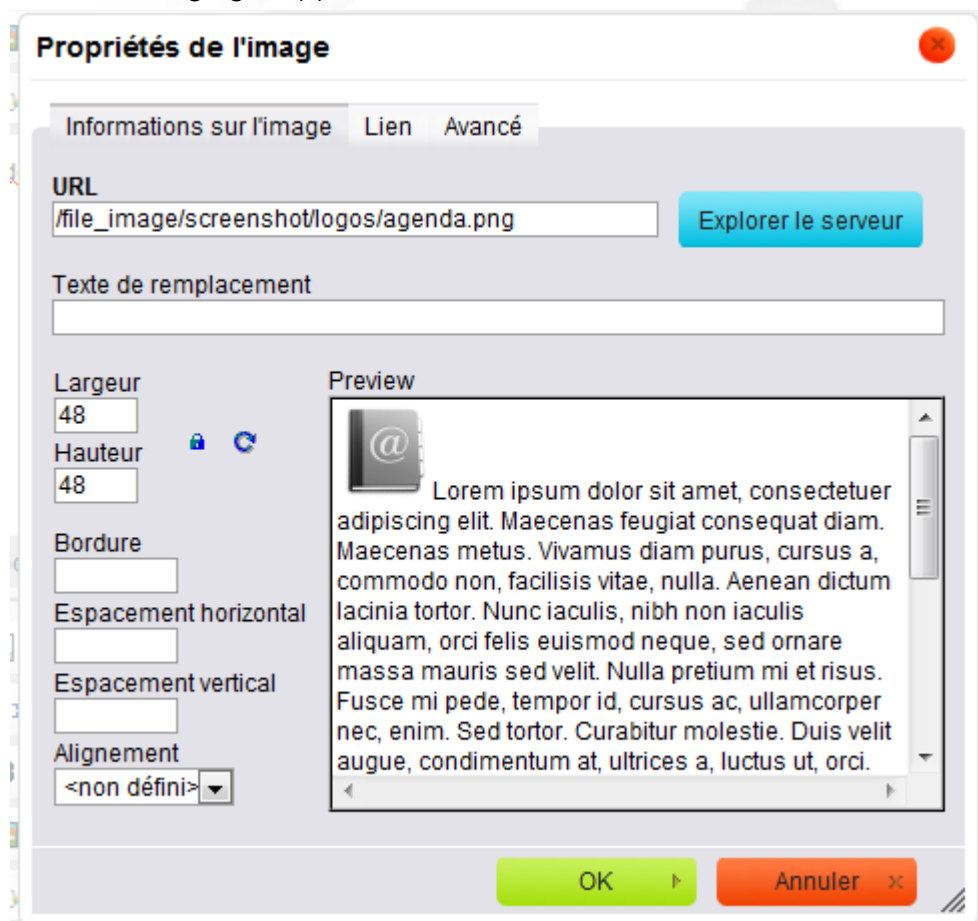 Propriétés de l'image
Informations sur l'image Lien Avancé
URL
/file_image/screenshot/logos/agenda.png
Explorer le serveur
Texte de remplacement
Largeur
48
Hauteur
48
Bordure
Espacement horizontal
Espacement vertical
Alignement
<non défini>
Preview
@
Lorem ipsum dolor sit amet, consectetuer
adipiscing elit. Maecenas feugiat consequat diam.
Maecenas metus. Vivamus diam purus, cursus a,
commodo non, facilisis vitae, nulla. Aenean dictum
lacinia tortor. Nunc iaculis, nibh non iaculis
aliquam, orci felis euismod neque, sed ornare
massa mauris sed velit. Nulla pretium mi et risus.
Fusce mi pede, tempor id, cursus ac, ullamcorper
nec, enim. Sed tortor. Curabitur molestie. Duis velit
augue, condimentum at, ultrices a, luctus ut, orci.
OK
Annuler